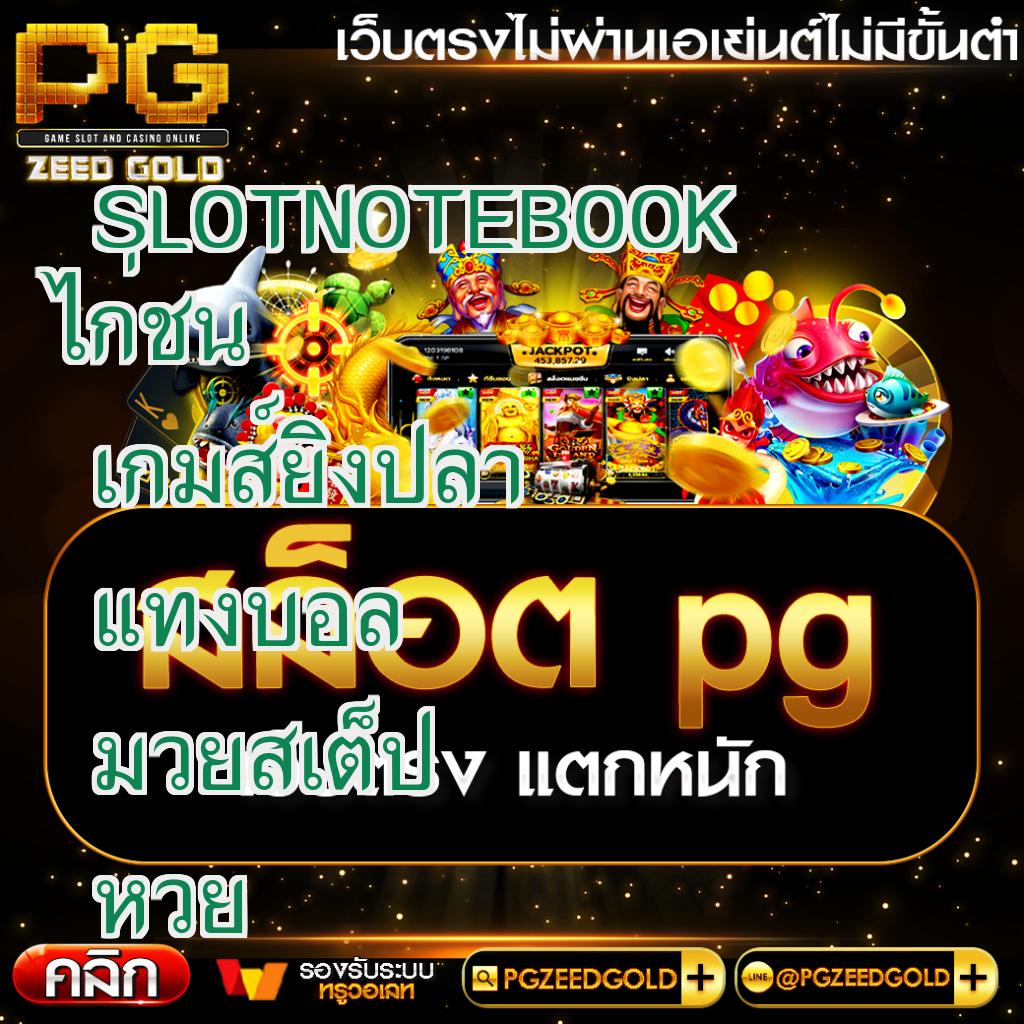 PG
เว็บตรงไม่ผ่านเอเย่นต์ไม่มีขั้นต่ำ
GAME SLOT AND CASINO ONLINE
ZEED GOLD
SLOTNOTEBOOK
ไก่ชน
JACKPOT
453,857.29
เกมส์ยิงปลา
สล็อต pg
แทงบอล
มวยสเต็ป
แตกหนัก
หวย
คลิก
รองรับระบบ
ทรูวอเลท
PGZEEDGOLD +
LINE @PGZEEDGOLD +